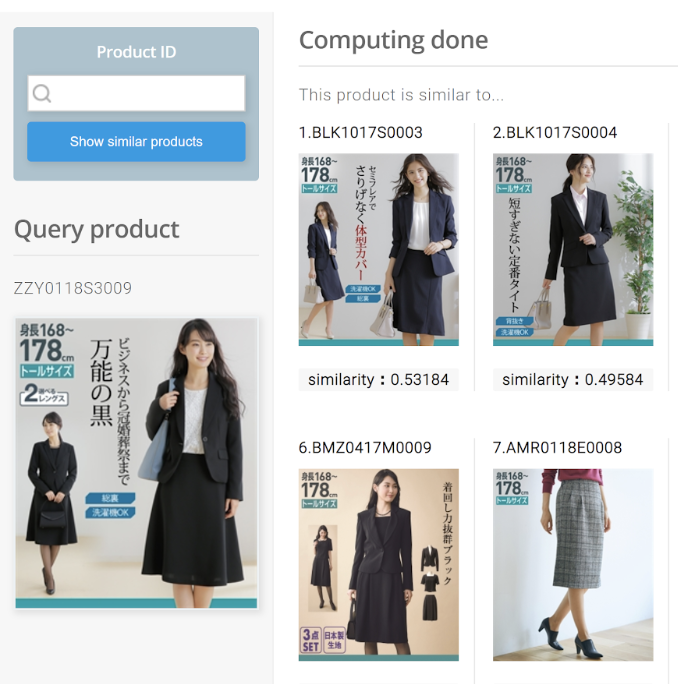 Product ID
Show similar products
Query product
ZZY0118S3009
身長168~
178cm
トールサイズ
2選べる
レングス
ビジネスから冠婚葬祭まで
万能の黒
総裏
洗濯機OK
Computing done
This product is similar to...
1.BLK1017S0003
身長168~
178cm
トールサイズ
セミフレアで
さりげなく体型カバー
洗濯機OK
総裏
similarity：0.53184
2.BLK1017S0004
身長168~
178cm
トールサイズ
短すぎない定番タイト
背抜き
洗濯機OK
similarity：0.49584
6.BMZ0417M0009
身長168~
178cm
トールサイズ
着回し力抜群ブラック
3点
SET
日本製
生地
7.AMR0118E0008
身長168~
178cm
トールサイズ